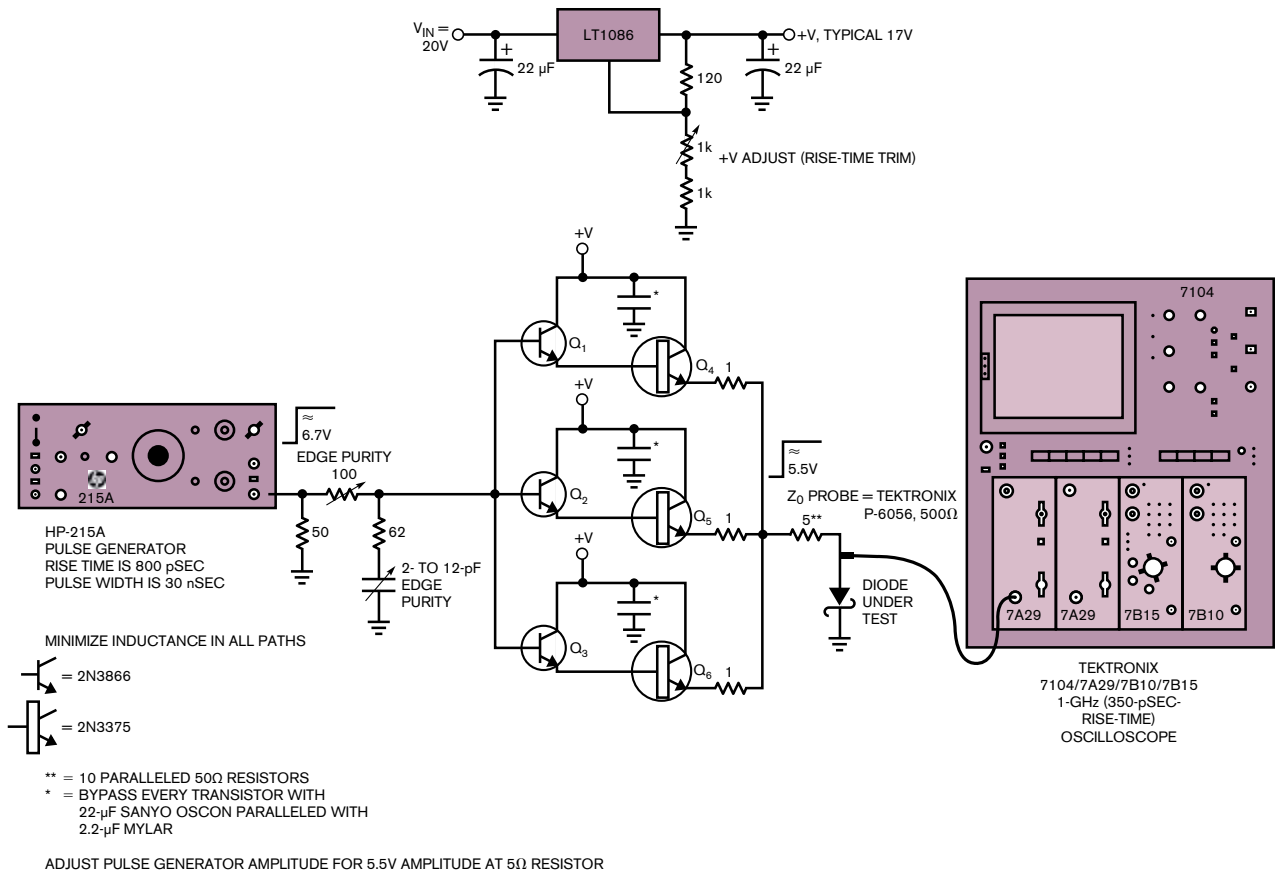 V_IN =
20V
LT1086
+V, TYPICAL 17V
+
22 µF
120
+
22 µF
1k
+V ADJUST (RISE-TIME TRIM)
1k
+V
*
Q1
Q4
1
+V
*
Q2
Q5
1
+V
*
Q3
Q6
1
≈
6.7V
EDGE PURITY
100
50
62
2- TO 12-pF
EDGE
PURITY
215A
HP-215A
PULSE GENERATOR
RISE TIME IS 800 pSEC
PULSE WIDTH IS 30 nSEC
≈
5.5V
Z0 PROBE = TEKTRONIX
P-6056, 500Ω
5**
DIODE
UNDER
TEST
7104
7A29
7A29
7B15
7B10
TEKTRONIX
7104/7A29/7B10/7B15
1-GHz (350-pSEC-
RISE-TIME)
OSCILLOSCOPE
MINIMIZE INDUCTANCE IN ALL PATHS
= 2N3866
= 2N3375
** = 10 PARALLELED 50Ω RESISTORS
* = BYPASS EVERY TRANSISTOR WITH
22-µF SANYO OSCON PARALLELED WITH
2.2-µF MYLAR
ADJUST PULSE GENERATOR AMPLITUDE FOR 5.5V AMPLITUDE AT 5Ω RESISTOR